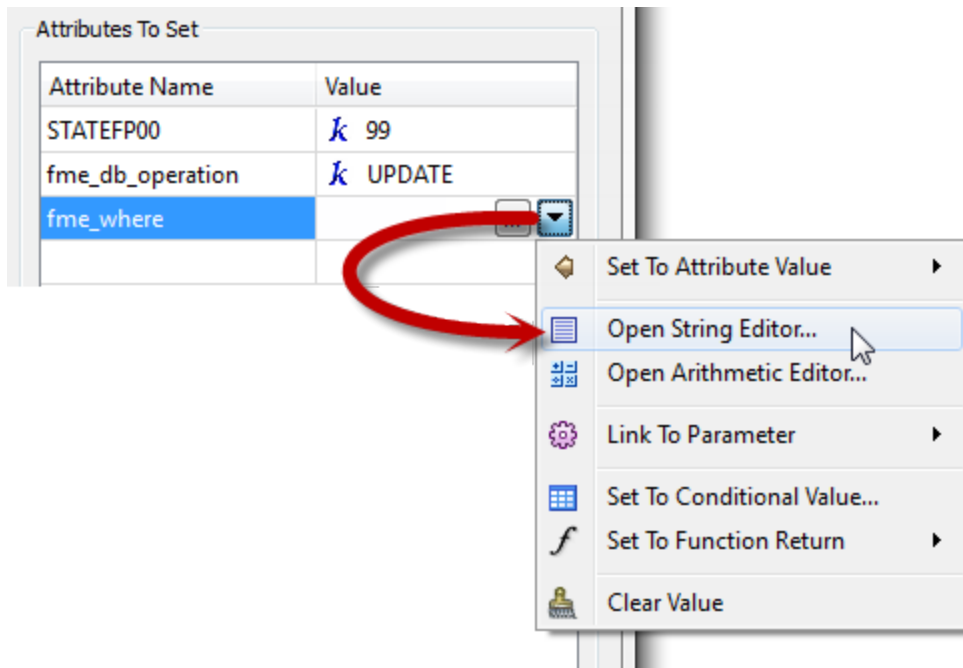 Attributes To Set
Attribute Name Value
STATEFP00 k 99
fme_db_operation k UPDATE
fme_where ...
Set To Attribute Value
Open String Editor...
Open Arithmetic Editor...
Link To Parameter
Set To Conditional Value...
f Set To Function Return
Clear Value